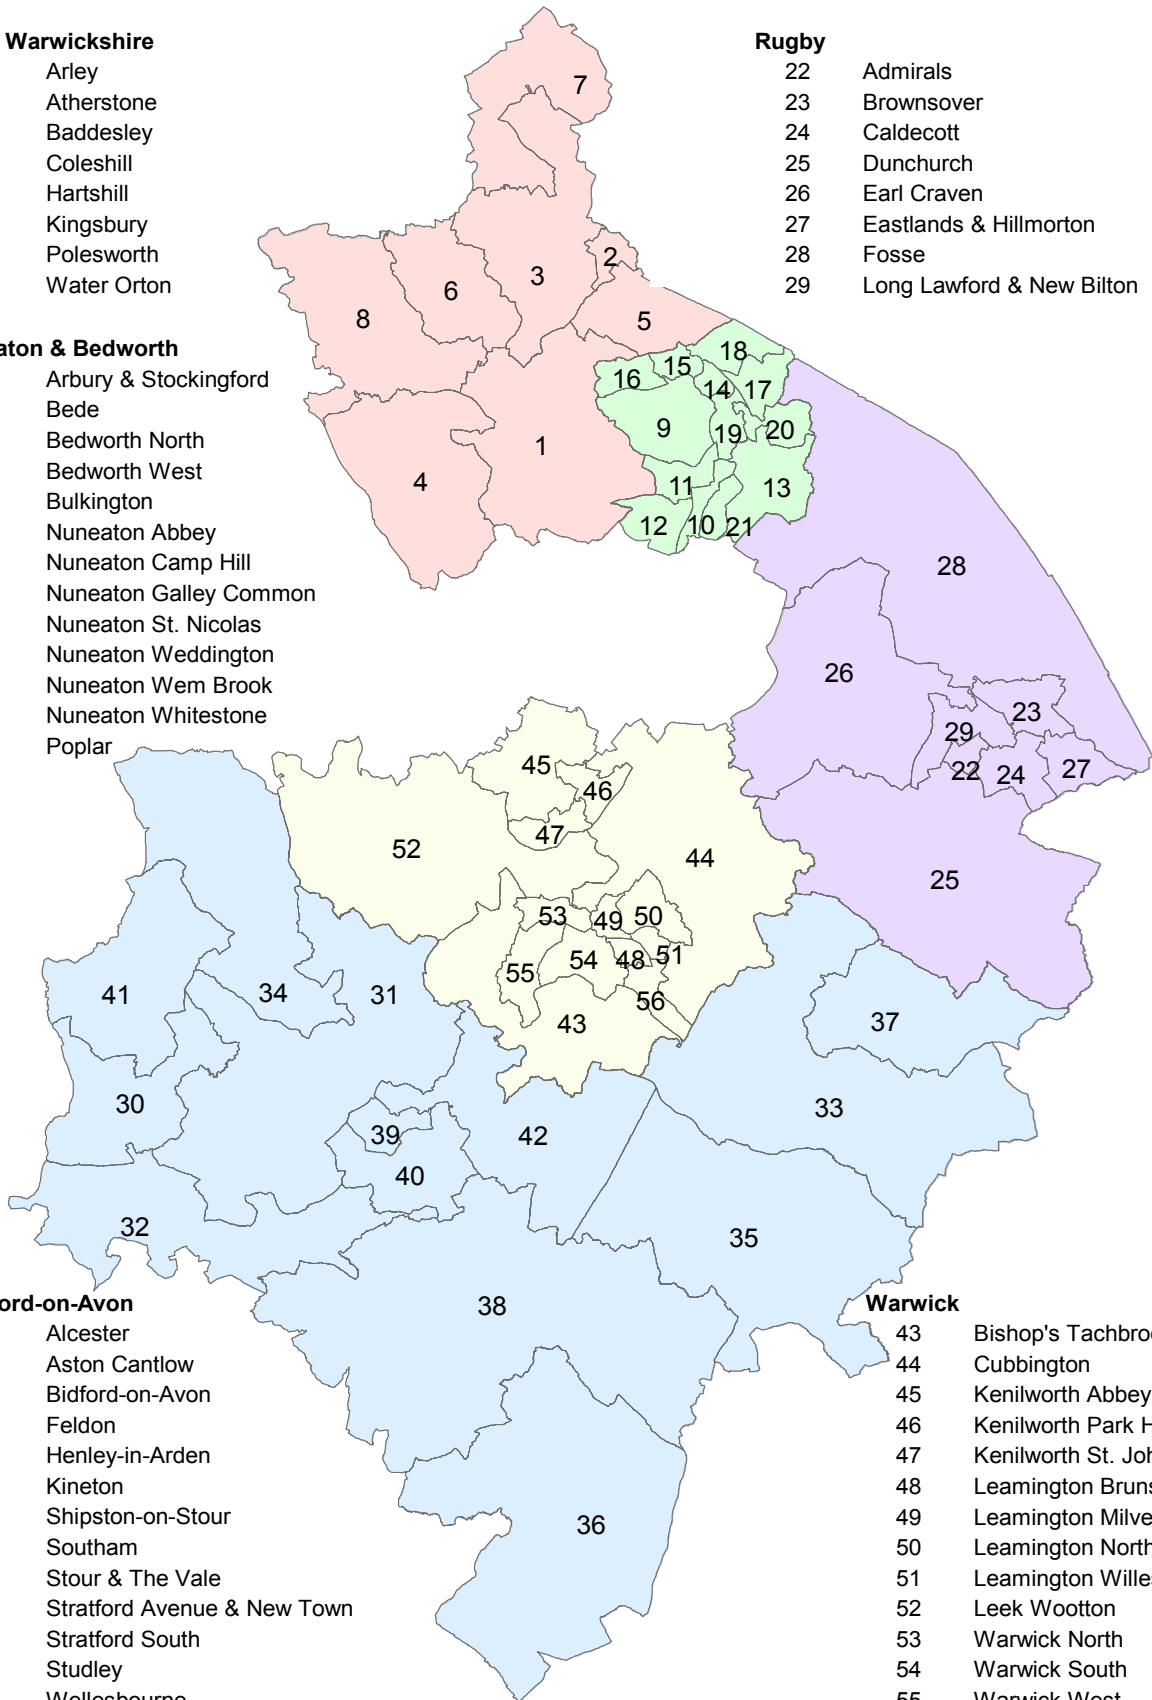 Warwickshire
Arley
Atherstone
Baddesley
Coleshill
Hartshill
Kingsbury
Polesworth
Water Orton
aton & Bedworth
Arbury & Stockingford
Bede
Bedworth North
Bedworth West
Bulkington
Nuneaton Abbey
Nuneaton Camp Hill
Nuneaton Galley Common
Nuneaton St. Nicolas
Nuneaton Weddington
Nuneaton Wem Brook
Nuneaton Whitestone
Poplar
Rugby
22 Admirals
23 Brownsover
24 Caldecott
25 Dunchurch
26 Earl Craven
27 Eastlands & Hillmorton
28 Fosse
29 Long Lawford & New Bilton
7
2
3
6
8
5
18
15
16
14
17
9
19
20
1
4
11
13
12
10
21
28
26
23
29
22
24
27
45
46
47
52
44
25
53
49
50
54
48
51
55
56
43
41
34
31
37
30
33
39
42
40
32
35
38
36
ord-on-Avon
Alcester
Aston Cantlow
Bidford-on-Avon
Feldon
Henley-in-Arden
Kineton
Shipston-on-Stour
Southam
Stour & The Vale
Stratford Avenue & New Town
Stratford South
Studley
Wellesbourne
Warwick
43 Bishop's Tachbroo
44 Cubbington
45 Kenilworth Abbey
46 Kenilworth Park H
47 Kenilworth St. Joh
48 Leamington Bruns
49 Leamington Milve
50 Leamington North
51 Leamington Willes
52 Leek Wootton
53 Warwick North
54 Warwick South
55 Warwick West